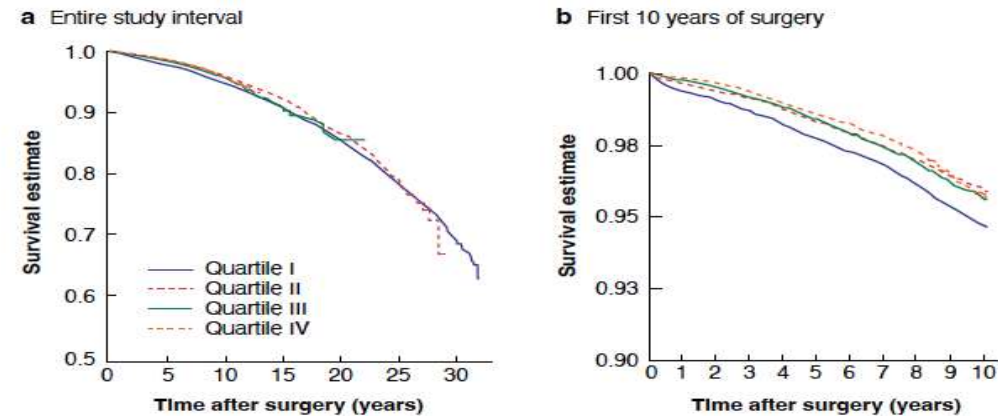 a Entire study interval
1.0
0.9
0.8
0.7
0.6
0.5
Survival estimate
Quartile I
Quartile II
Quartile III
Quartile IV
0 5 10 15 20 25 30
TIme after surgery (years)
b First 10 years of surgery
1.00
0.98
0.95
0.93
0.90
Survival estimate
0 1 2 3 4 5 6 7 8 9 10
TIme after surgery (years)